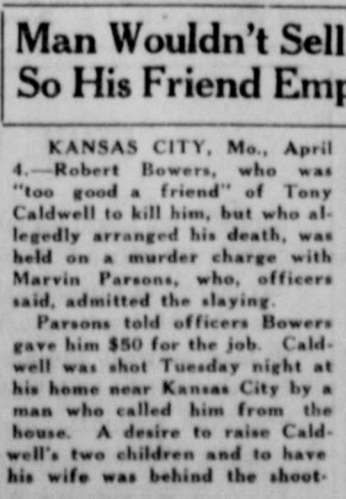 Man Wouldn't Sell
So His Friend Emp
KANSAS CITY, Mo., April
4.—Robert Bowers, who was
"too good a friend" of Tony
Caldwell to kill him, but who al-
legedly arranged his death, was
held on a murder charge with
Marvin Parsons, who, officers
said, admitted the slaying.
Parsons told officers Bowers
gave him $50 for the job. Cald-
well was shot Tuesday night at
his home near Kansas City by a
man who called him from the
house. A desire to raise Cald-
well's two children and to have
his wife was behind the shoot-